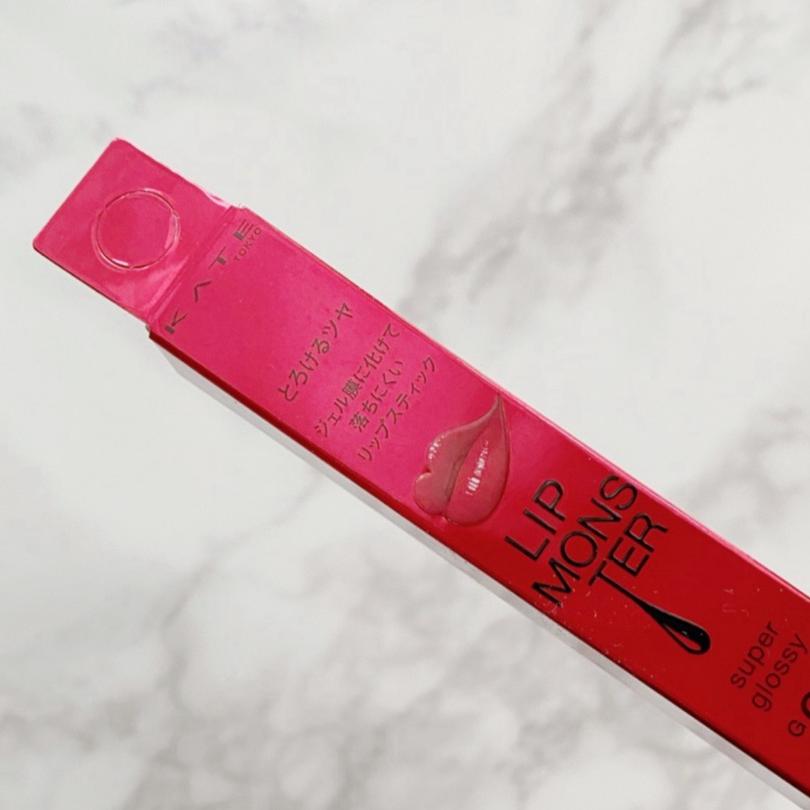 KATE
TOKYO
とろけるツヤ
ジェル膜に化けて
落ちにくい
リップスティック
LIP
MONS
TER
super
glossy
G